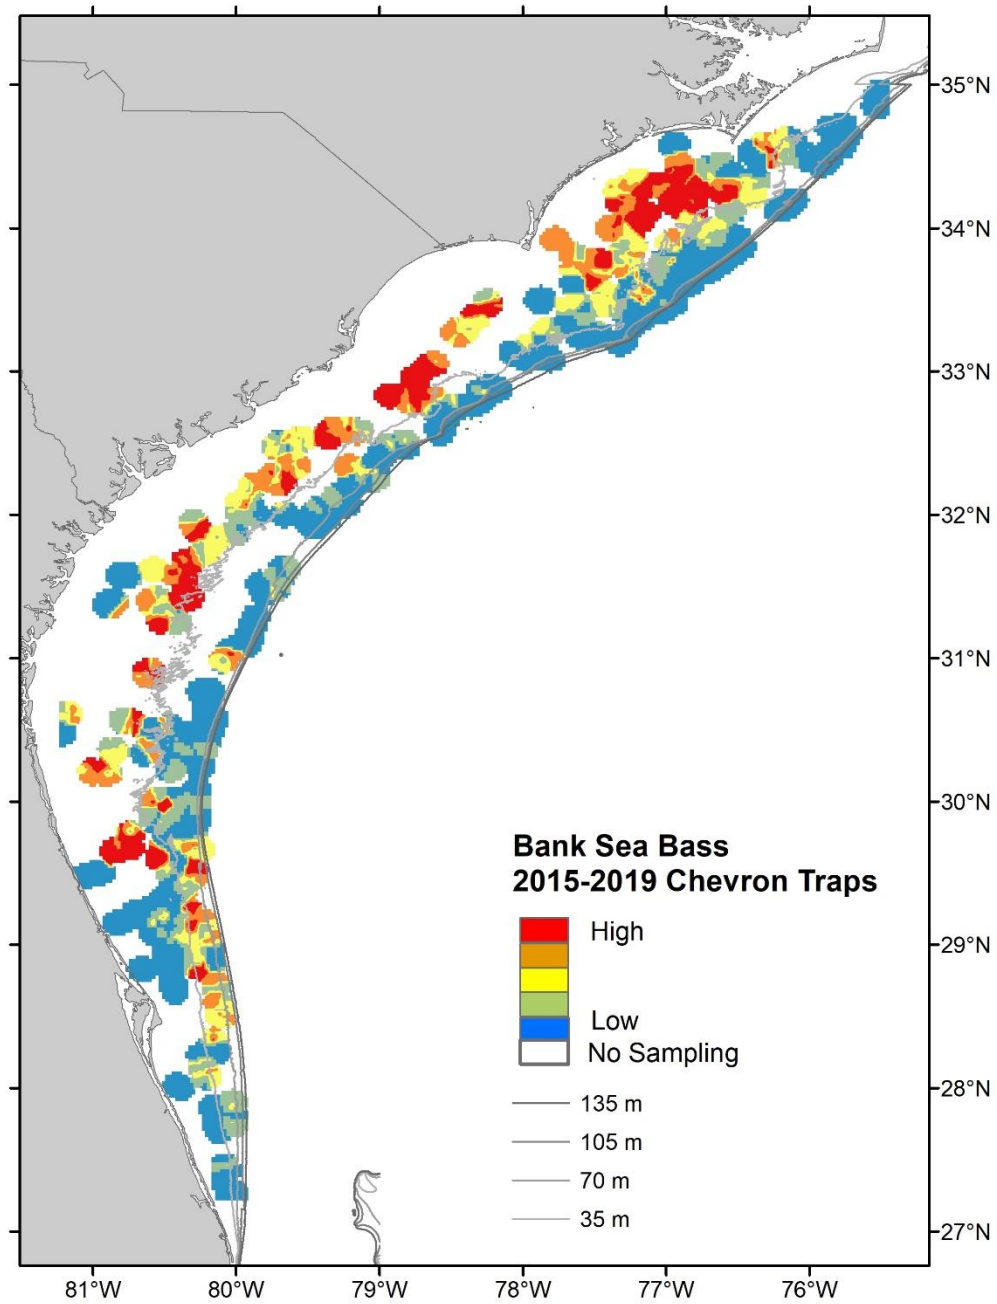 35°N
34°N
33°N
32°N
31°N
30°N
Bank Sea Bass
2015-2019 Chevron Traps
High
29°N
Low
No Sampling
28°N
135 m
105 m
70 m
35 m
27°N
81°W 80°W 79°W 78°W 77°W 76°W